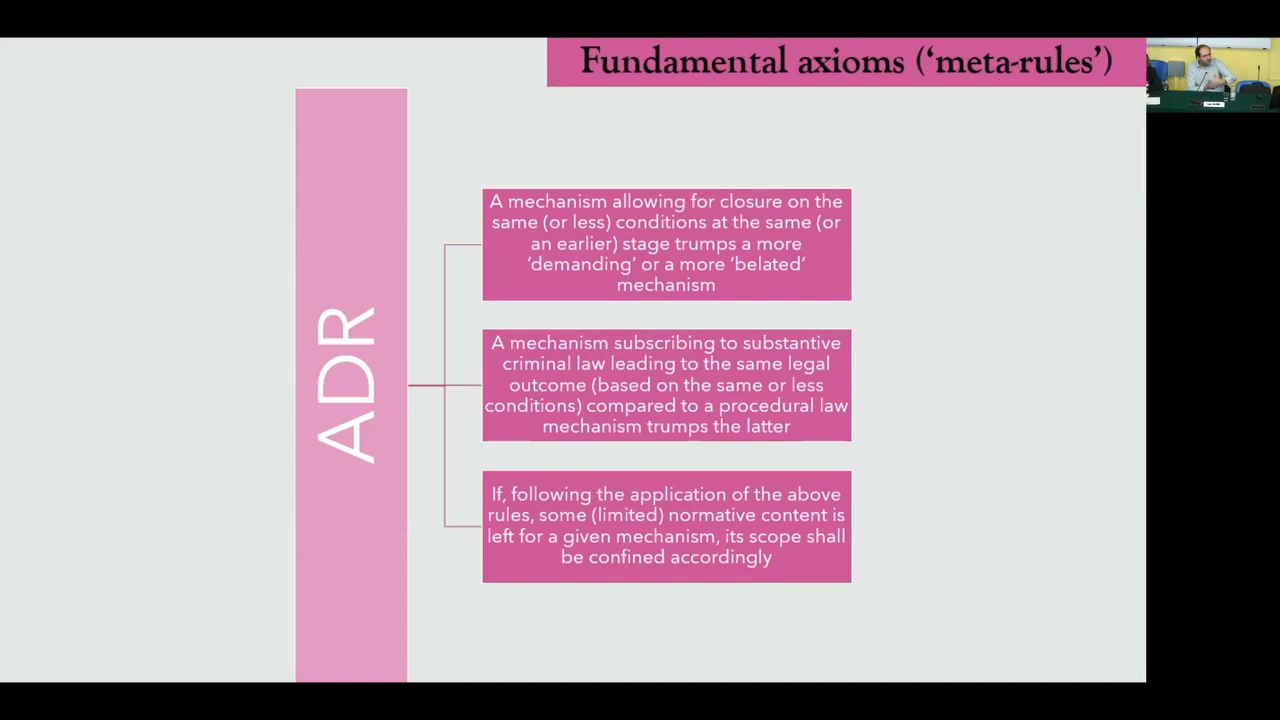 Fundamental axioms (‘meta-rules’)
ADR
A mechanism allowing for closure on the
same (or less) conditions at the same (or
an earlier) stage trumps a more
‘demanding’ or a more ‘belated’
mechanism
A mechanism subscribing to substantive
criminal law leading to the same legal
outcome (based on the same or less
conditions) compared to a procedural law
mechanism trumps the latter
If, following the application of the above
rules, some (limited) normative content is
left for a given mechanism, its scope shall
be confined accordingly